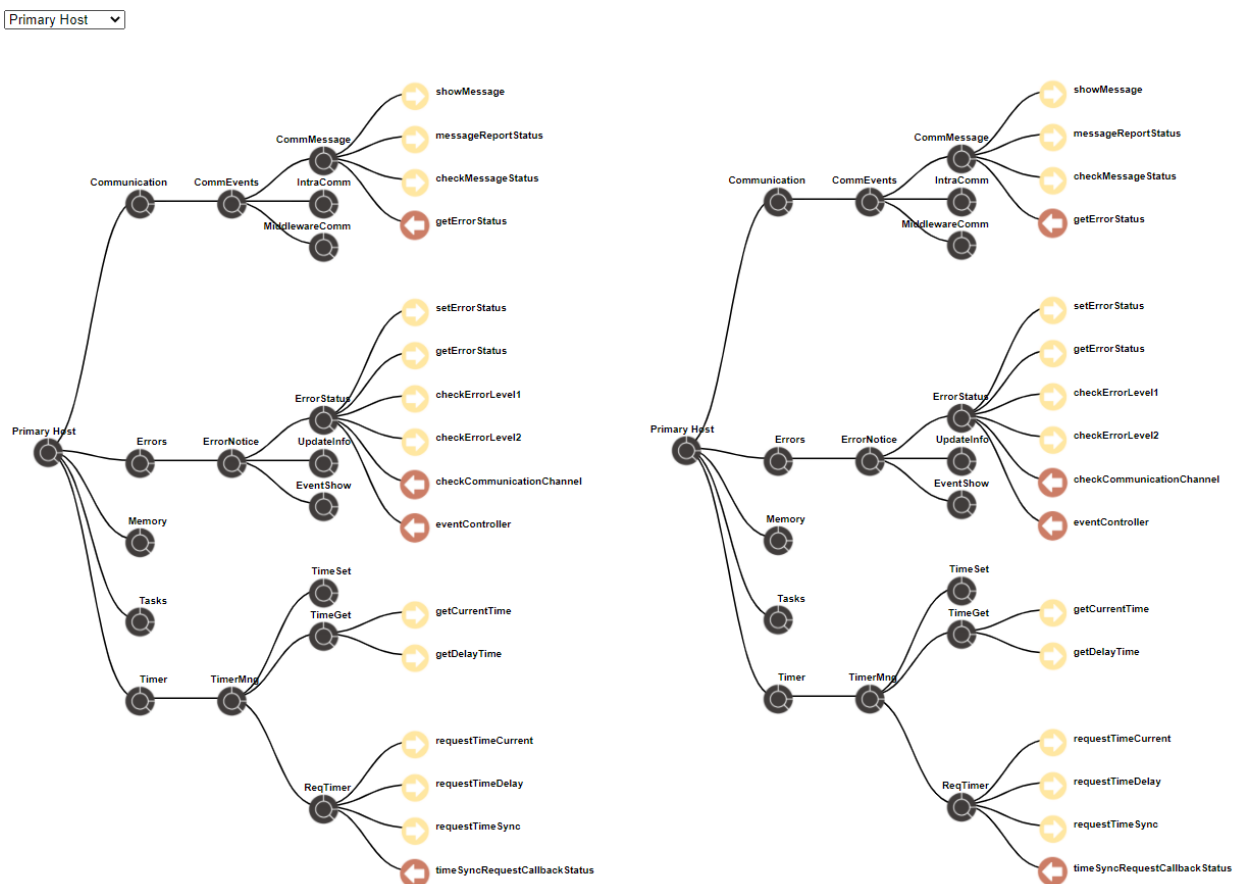 Primary Host
showMessage
messageReportStatus
CommMessage
checkMessageStatus
Communication
CommEvents
IntraComm
getErrorStatus
MiddlewareComm
setErrorStatus
getErrorStatus
checkErrorLevel1
ErrorStatus
Primary Host
checkErrorLevel2
Errors
ErrorNotice
UpdateInfo
checkCommunicationChannel
EventShow
Memory
eventController
TimeSet
Tasks
TimeGet
getCurrentTime
getDelayTime
Timer
TimerMng
requestTimeCurrent
ReqTimer
requestTimeDelay
requestTimeSync
timeSyncRequestCallbackStatus
showMessage
messageReportStatus
CommMessage
checkMessageStatus
Communication
CommEvents
IntraComm
getErrorStatus
MiddlewareComm
setErrorStatus
getErrorStatus
checkErrorLevel1
ErrorStatus
Primary Host
checkErrorLevel2
Errors
ErrorNotice
UpdateInfo
checkCommunicationChannel
EventShow
Memory
eventController
TimeSet
Tasks
TimeGet
getCurrentTime
getDelayTime
Timer
TimerMng
requestTimeCurrent
ReqTimer
requestTimeDelay
requestTimeSync
timeSyncRequestCallbackStatus